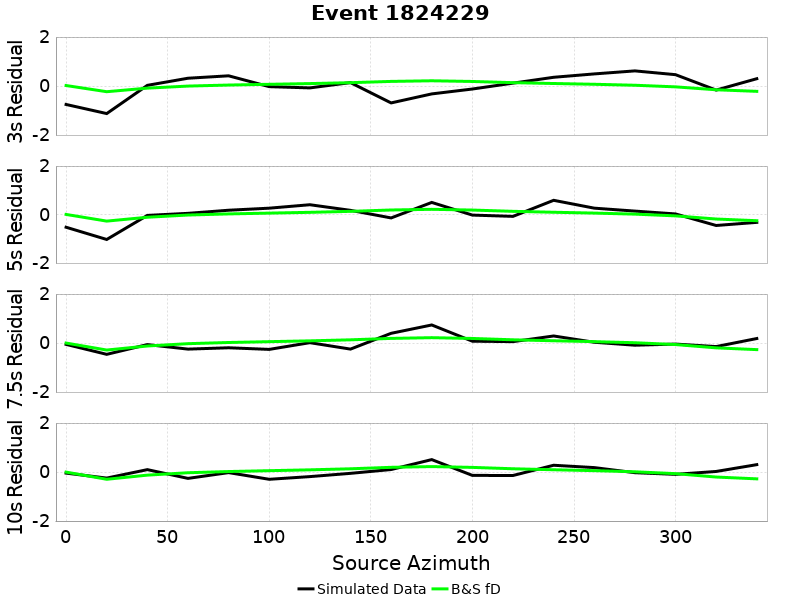 Event 1824229
3s Residual
2
0
-2
5s Residual
2
0
-2
7.5s Residual
2
0
-2
10s Residual
2
0
-2
0 50 100 150 200 250 300
Source Azimuth
Simulated Data B&S fD